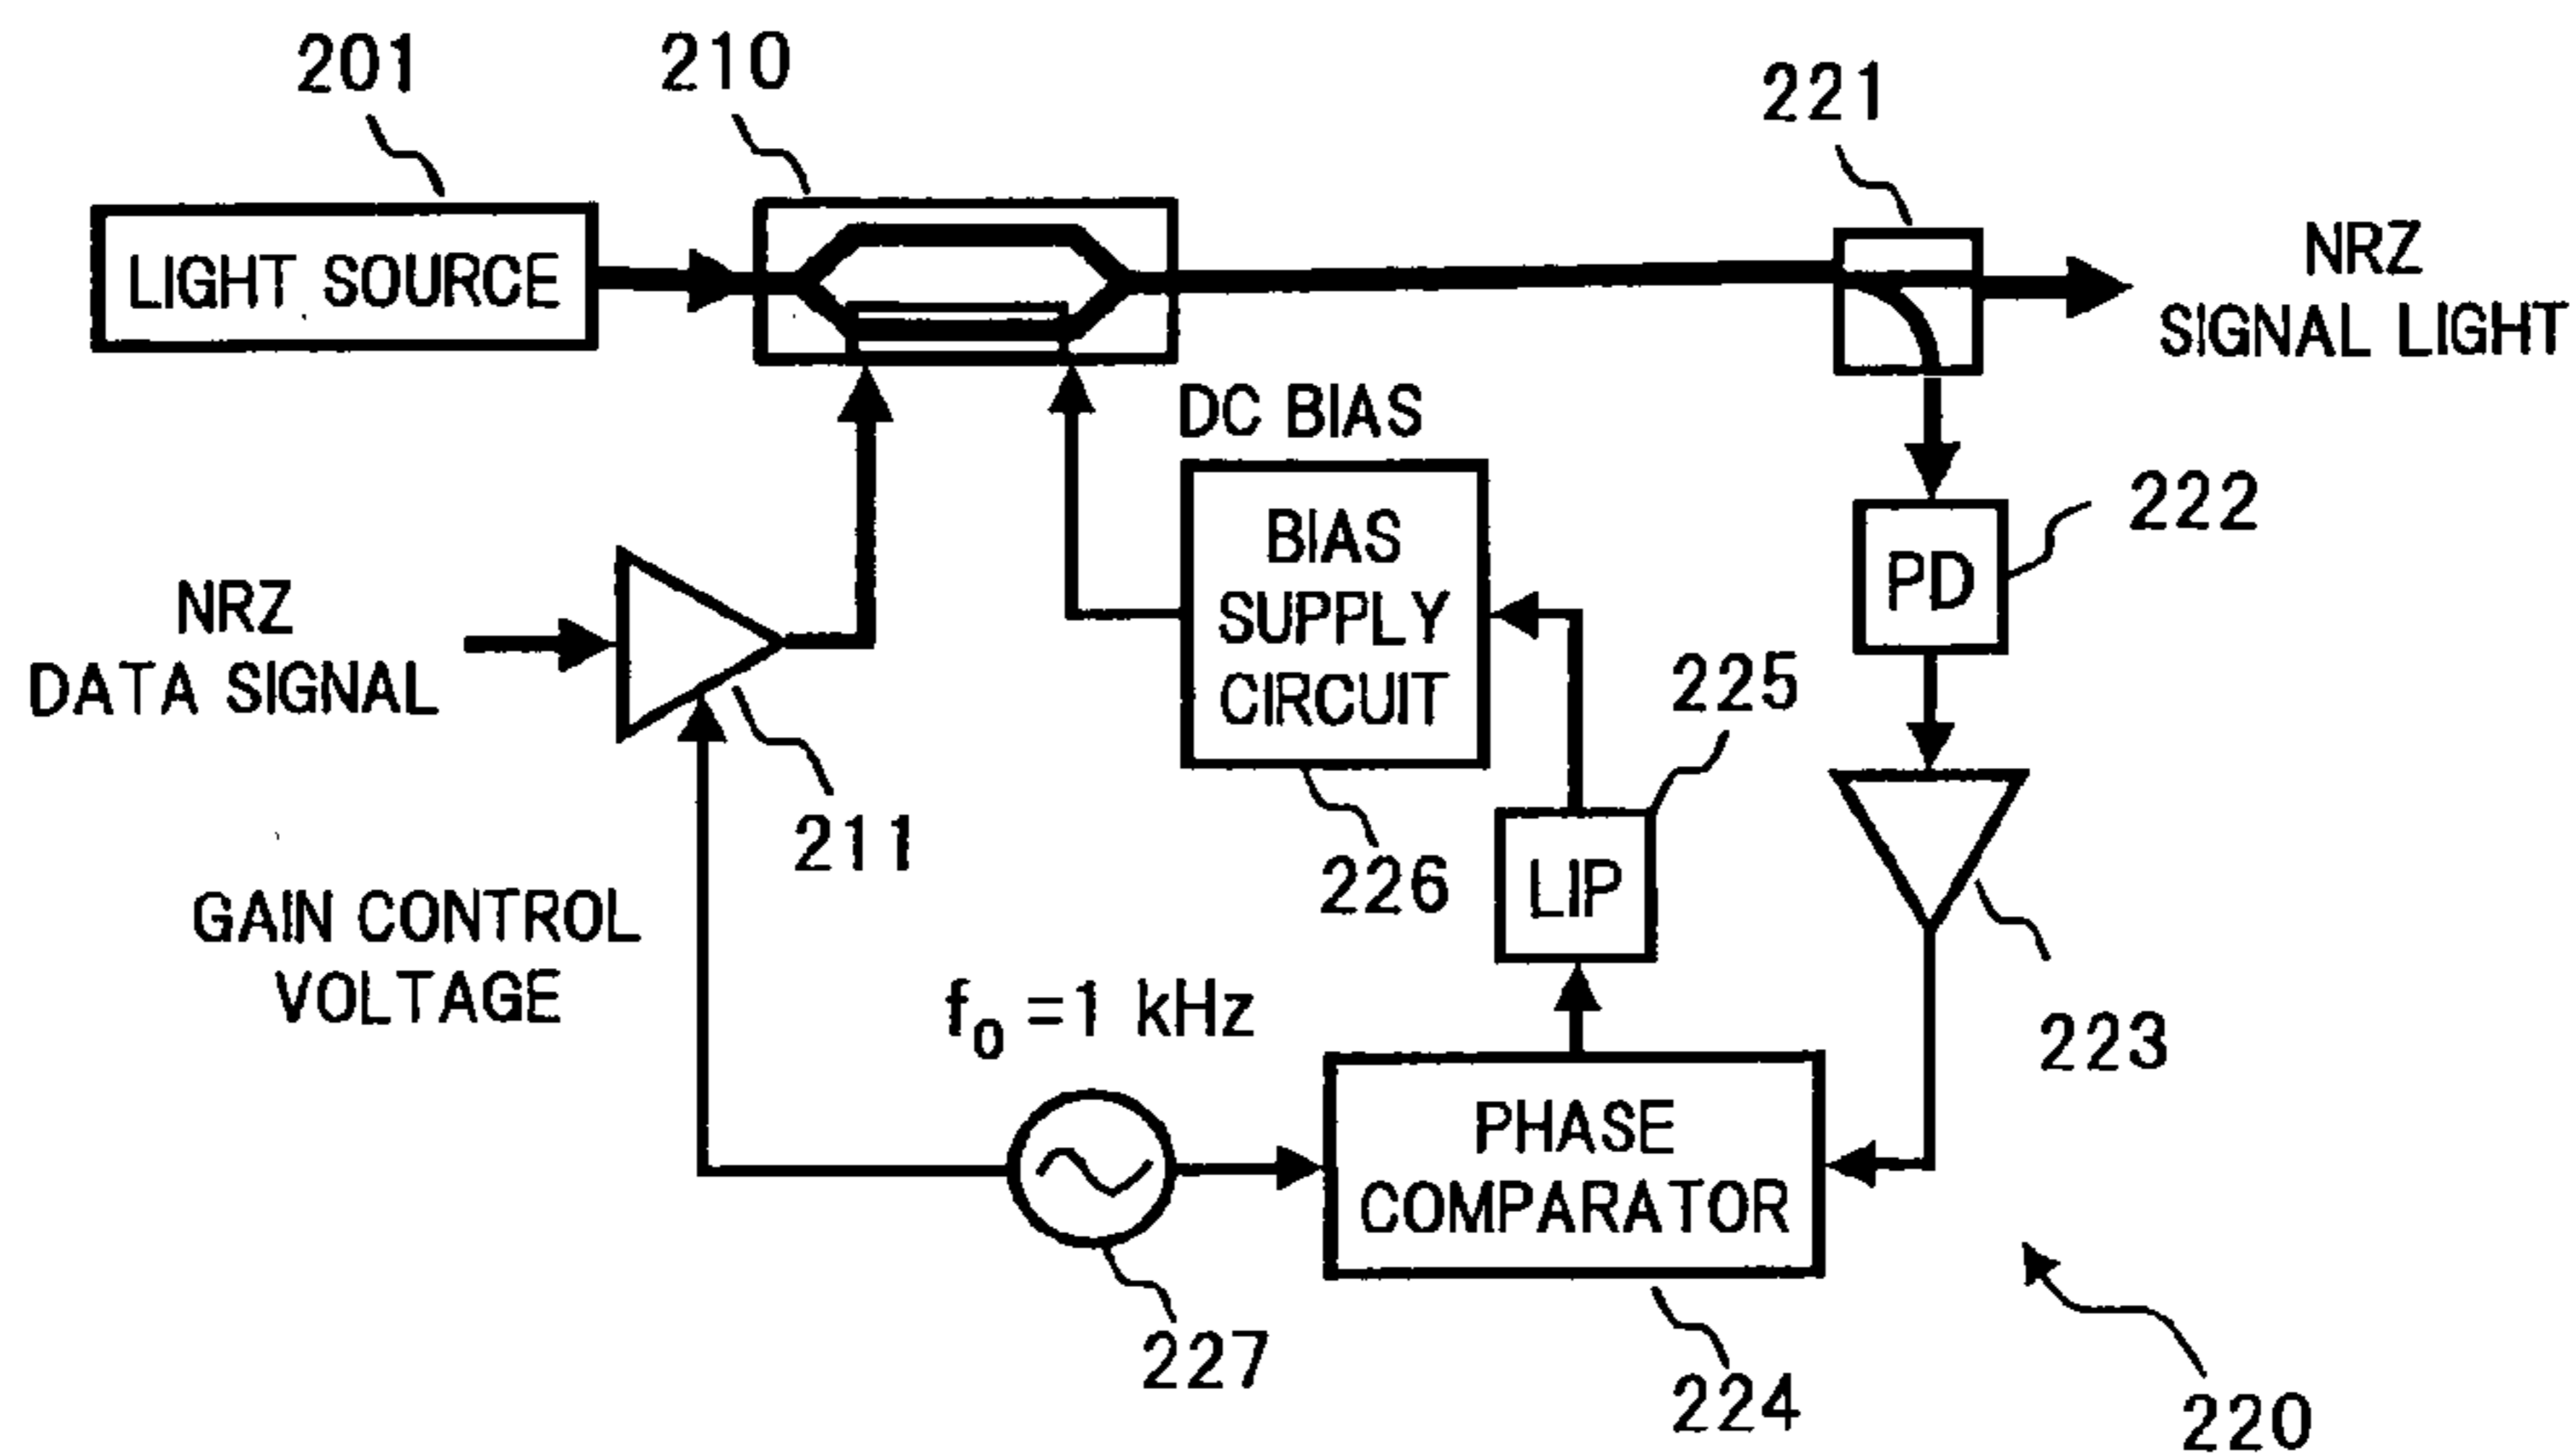 201
210
221
LIGHT SOURCE
NRZ
SIGNAL LIGHT
DC BIAS
222
PD
BIAS
SUPPLY
CIRCUIT
NRZ
DATA SIGNAL
225
211
226
LIP
GAIN CONTROL
VOLTAGE
f₀ =1 kHz
223
PHASE
COMPARATOR
227
224
220